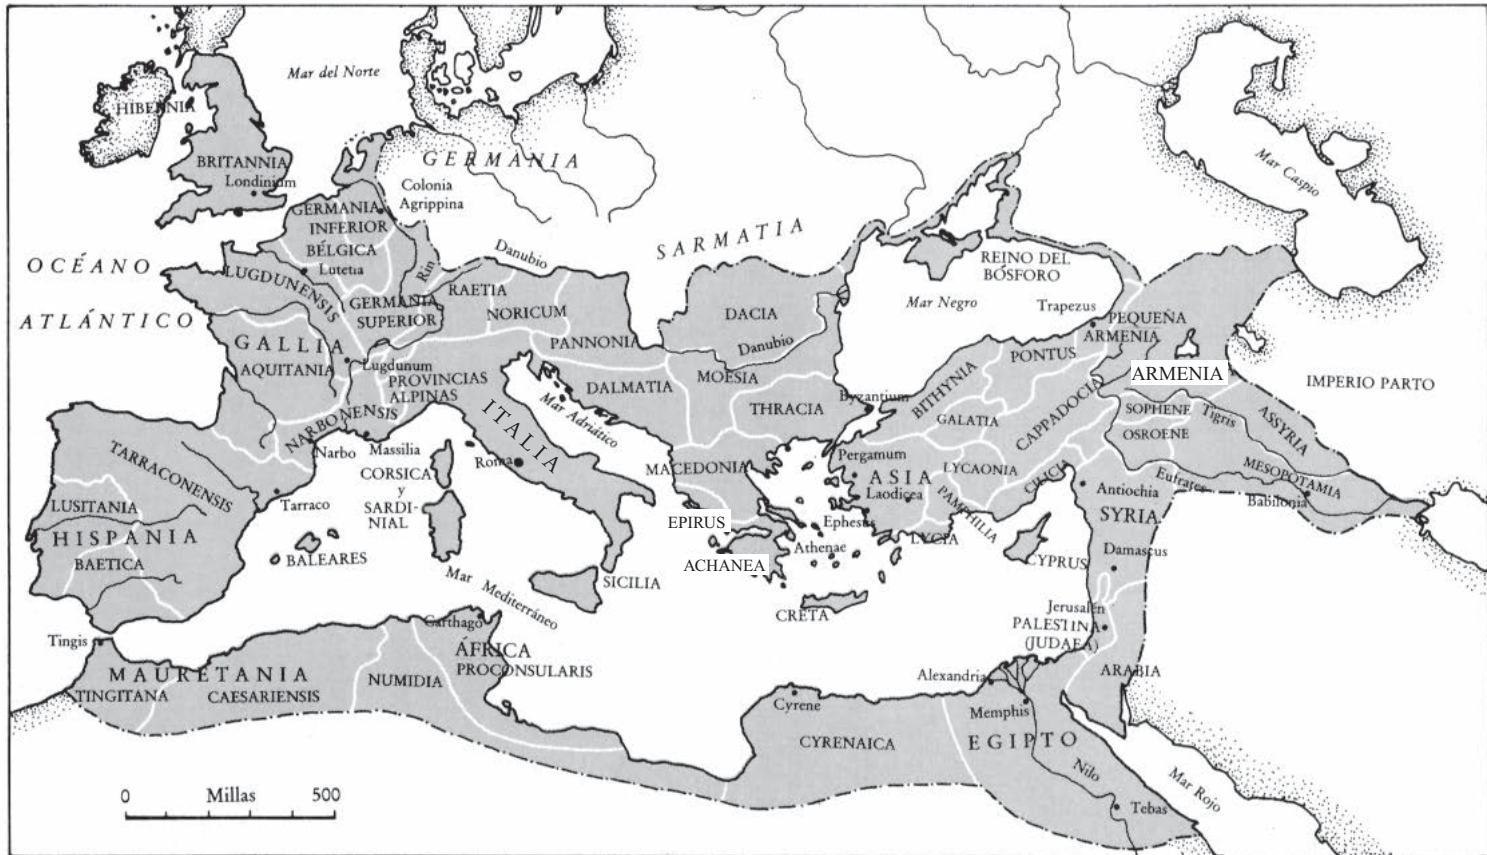 Mar del Norte
HIBERNIA
BRITANNIA
Londinium
GERMANIA
Colonia
Agrippina
GERMANIA
INFERIOR
BÉLGICA
Lutetia
OCÉANO
ATLÁNTICO
LUGDUNENSIS
Rin
Danubio
SARMATIA
Mar Caspio
GERMANIA
SUPERIOR
RAETIA
NORICUM
DACIA
Danubio
Mar Negro
REINO DEL
BÓSFORO
Trapezus
PEQUEÑA
ARMENIA
GALLIA
AQUITANIA
Lugdunum
PROVINCIAS
ALPINAS
PANNONIA
DALMATIA
MOESIA
PONTUS
ARMENIA
IMPERIO PARTO
NARBONENSIS
Narbo
Massilia
ITALIA
Mar Adriático
THRACIA
Byzantium
BITHYNIA
GALATIA
CAPPADOCIA
SOPHENE
OSROENE
Tigris
ASSYRIA
TARRACONENSIS
Tarraco
CORSICA
y
SARDI-
NIAL
Roma
MACEDONIA
Pergamum
ASIA
Laodicea
LYCAONIA
PAMPHILIA
CILICIA
Antiochia
Eufrates
MESOPOTAMIA
Babilonia
LUSITANIA
HISPANIA
BAETICA
BALEARES
EPIRUS
ACHANEA
Ephesus
Athenae
LYCIA
CYPRUS
SYRIA
Damascus
Mar Mediterráneo
SICILIA
CRETA
Jerusalén
PALESTINA
(JUDAEA)
ARABIA
Tingis
Carthago
MAURETANIA
TINGITANA
CAESARIENSIS
NUMIDIA
ÁFRICA
PROCONSULARIS
Cyrene
CYRENAICA
Alexandria
Memphis
EGIPTO
Nilo
Tebas
Mar Rojo
0 Millas 500